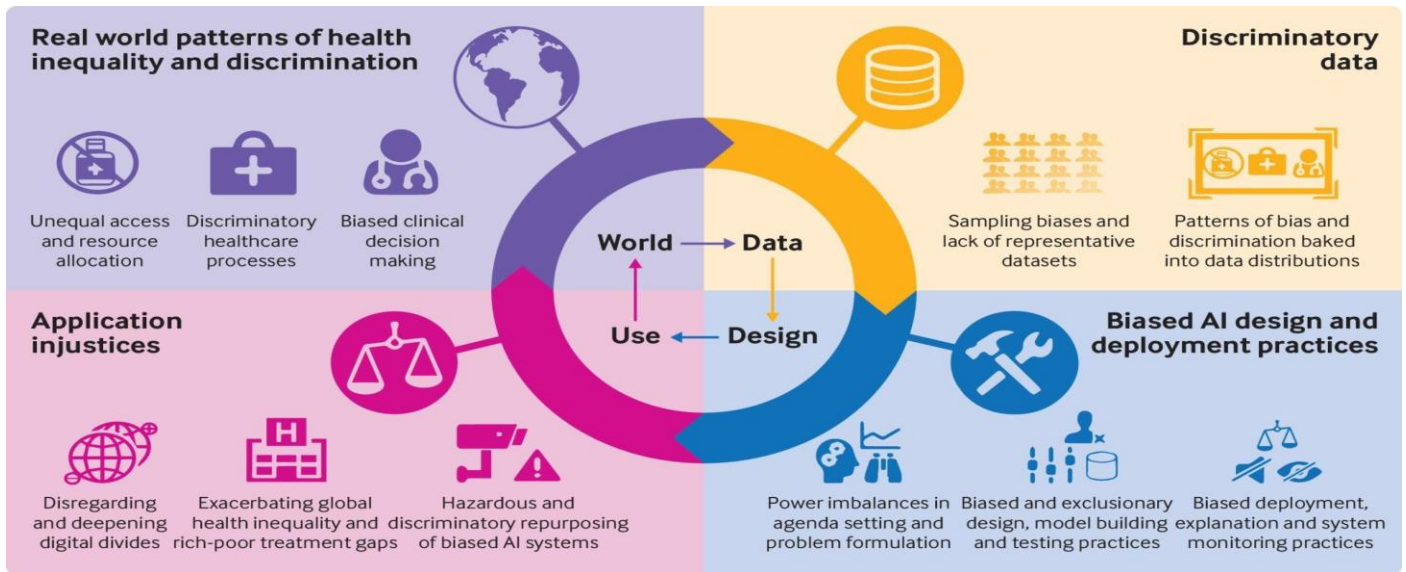 Real world patterns of health
inequality and discrimination
Unequal access
and resource
allocation
Discriminatory
healthcare
processes
Biased clinical
decision
making
Discriminatory
data
Sampling biases and
lack of representative
datasets
Patterns of bias and
discrimination baked
into data distributions
World
Data
Use
Design
Application
injustices
Disregarding
and deepening
digital divides
H
Exacerbating global
health inequality and
rich-poor treatment gaps
Hazardous and
discriminatory repurposing
of biased AI systems
Biased AI design and
deployment practices
Power imbalances in
agenda setting and
problem formulation
Biased and exclusionary
design, model building
and testing practices
Biased deployment,
explanation and system
monitoring practices